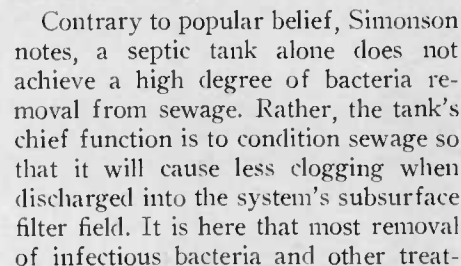 Contrary to popular belief, Simonson
notes, a septic tank alone does not
achieve a high degree of bacteria re-
moval from sewage. Rather, the tank's
chief function is to condition sewage so
that it will cause less clogging when
discharged into the system's subsurface
filter field. It is here that most removal
of infectious bacteria and other treat-